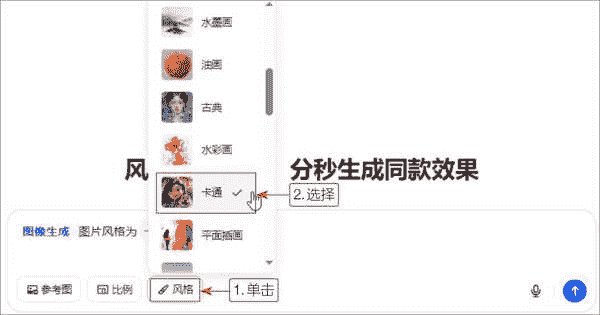 水墨画
油画
古典
水彩画
风
分秒生成同款效果
卡通
2.选择
图像生成 图片风格为
平面插画
参考图
比例
风格
1.单击